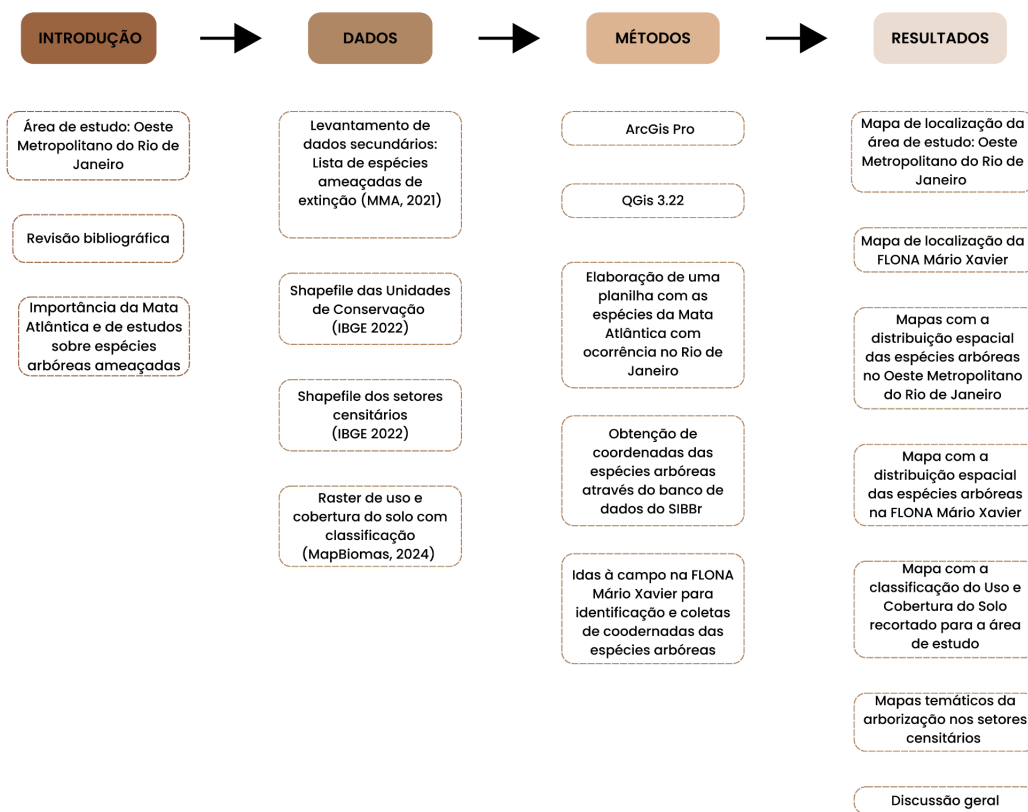 INTRODUÇÃO
DADOS
MÉTODOS
RESULTADOS
Área de estudo: Oeste
Metropolitano do Rio de
Janeiro
Revisão bibliográfica
Importância da Mata
Atlântica e de estudos
sobre espécies
arbóreas ameaçadas
Levantamento de
dados secundários:
Lista de espécies
ameaçadas de
extinção (MMA, 2021)
Shapefile das Unidades
de Conservação
(IBGE 2022)
Shapefile dos setores
censitários
(IBGE 2022)
Raster de uso e
cobertura do solo com
classificação
(MapBiomas, 2024)
ArcGis Pro
QGis 3.22
Elaboração de uma
planilha com as
espécies da Mata
Atlântica com
ocorrência no Rio de
Janeiro
Obtenção de
coordenadas das
espécies arbóreas
através do banco de
dados do SIBBr
Idas à campo na FLONA
Mário Xavier para
identificação e coletas
de coodernadas das
espécies arbóreas
Mapa de localização da
área de estudo: Oeste
Metropolitano do Rio de
Janeiro
Mapa de localização da
FLONA Mário Xavier
Mapas com a
distribuição espacial
das espécies arbóreas
no Oeste Metropolitano
do Rio de Janeiro
Mapa com a
distribuição espacial
das espécies arbóreas
na FLONA Mário Xavier
Mapa com a
classificação do Uso e
Cobertura do Solo
recortado para a área
de estudo
Mapas temáticos da
arborização nos setores
censitários
Discussão geral